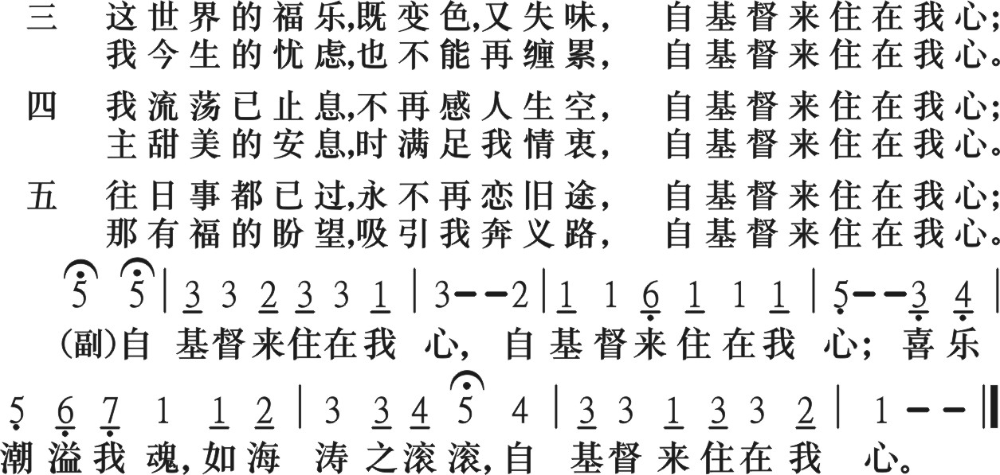 三 这世界的福乐,既变色,又失味, 自基督来住在我心;
我今生的忧虑,也不能再缠累, 自基督来住在我心。
四 我流荡已止息,不再感人生空, 自基督来住在我心;
主甜美的安息,时满足我情衷, 自基督来住在我心。
五 往日事都已过,永不再恋旧途, 自基督来住在我心;
那有福的盼望,吸引我奔义路, 自基督来住在我心。
5 5 | 3 3 2 3 3 1 | 3 - - 2 | 1 1 6 1 1 1 | 5 - - 3 4 |
(副)自 基督来住在我 心, 自基督来住在我 心; 喜乐
5 6 7 1 1 2 | 3 3 4 5 4 | 3 3 1 3 3 2 | 1 - - ‖
潮溢我魂,如海 涛之滚滚,自 基督来住在我 心。